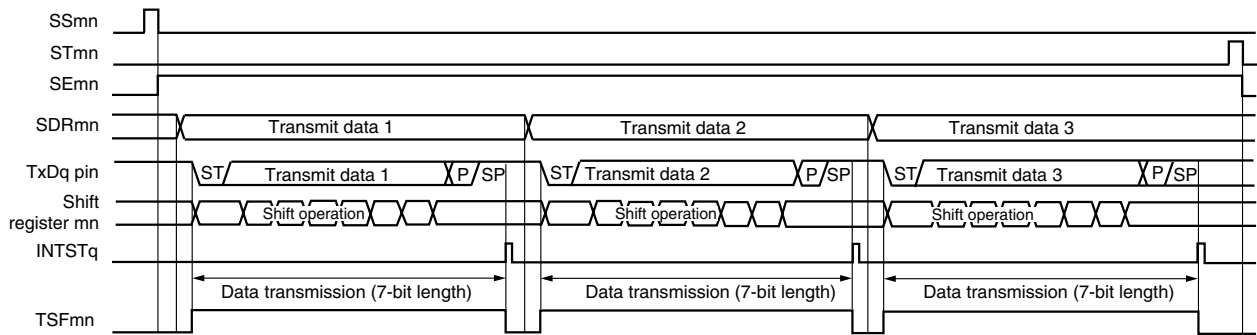 SSmn
STmn
SEmn
SDRmn Transmit data 1 Transmit data 2 Transmit data 3
TxDq pin ST Transmit data 1 P SP ST Transmit data 2 P SP ST Transmit data 3 P SP
Shift
register mn Shift operation Shift operation Shift operation
INTSTq
Data transmission (7-bit length) Data transmission (7-bit length) Data transmission (7-bit length)
TSFmn